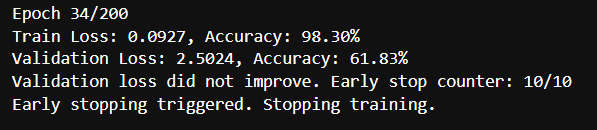 Epoch 34/200
Train Loss: 0.0927, Accuracy: 98.30%
Validation Loss: 2.5024, Accuracy: 61.83%
Validation loss did not improve. Early stop counter: 10/10
Early stopping triggered. Stopping training.